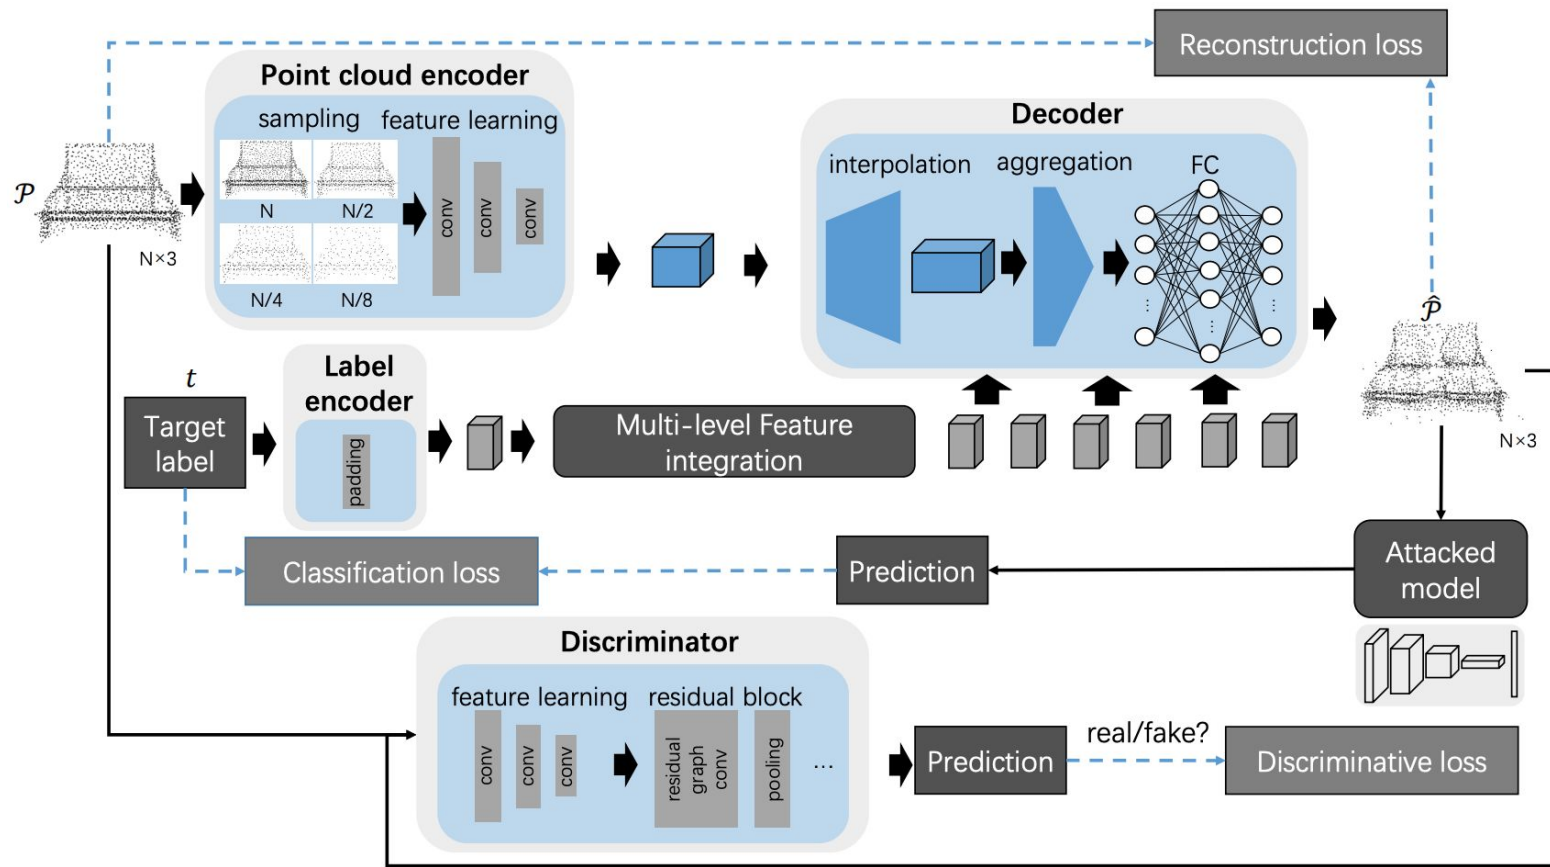 Reconstruction loss
Point cloud encoder
sampling
feature learning
N
N/2
N/4
N/8
conv
conv
conv
𝒫
N×3
Decoder
interpolation
aggregation
FC
...
...
...
𝒫̂
N×3
t
Target
label
Label
encoder
padding
Multi-level Feature
integration
Classification loss
Prediction
Attacked
model
Discriminator
feature learning
residual block
conv
conv
conv
residual
graph
conv
pooling
...
Prediction
real/fake?
Discriminative loss